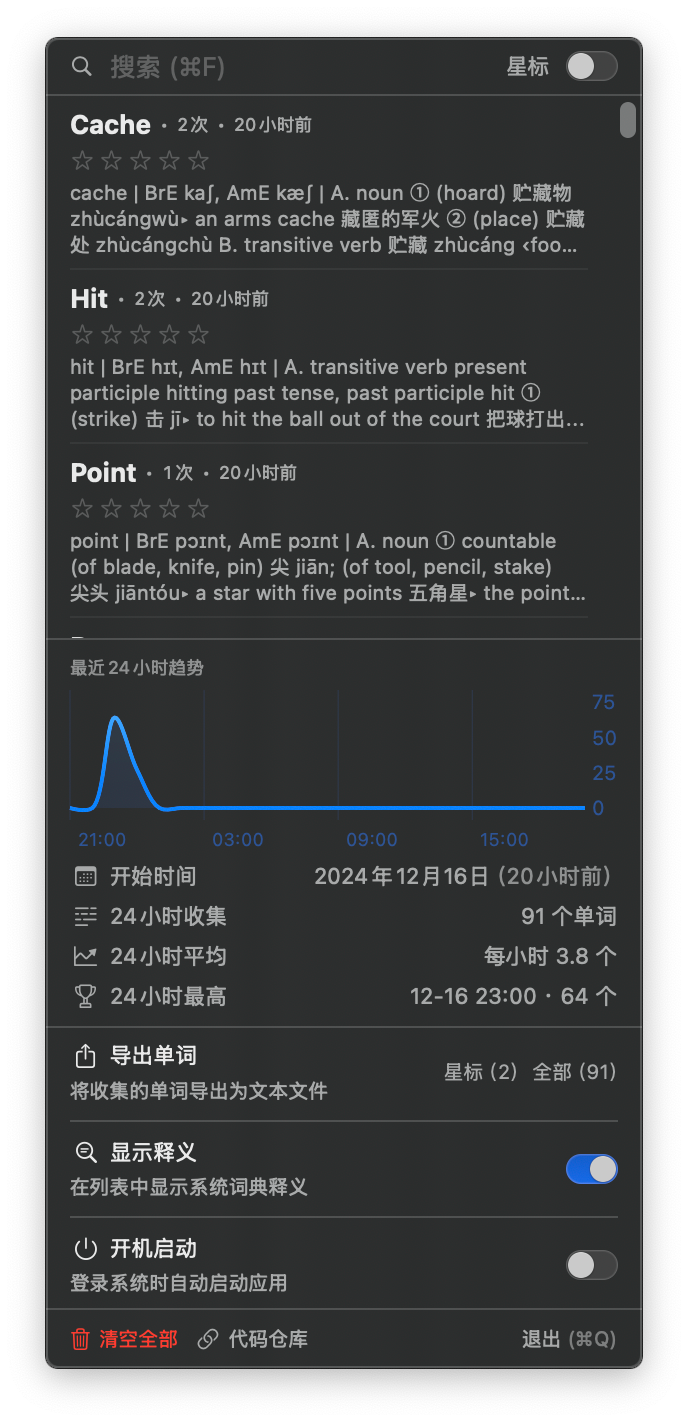 搜索 (⌘F) 星标
Cache · 2次 · 20小时前
☆☆☆☆☆
cache | BrE kaʃ, AmE kæʃ | A. noun ① (hoard) 贮藏物
zhùcángwù▸ an arms cache 藏匿的军火 ② (place) 贮藏
处 zhùcángchù B. transitive verb 贮藏 zhùcáng ‹foo...
Hit · 2次 · 20小时前
☆☆☆☆☆
hit | BrE hɪt, AmE hɪt | A. transitive verb present
participle hitting past tense, past participle hit ①
(strike) 击 jī▸ to hit the ball out of the court 把球打出...
Point · 1次 · 20小时前
☆☆☆☆☆
point | BrE pɔɪnt, AmE pɔɪnt | A. noun ① countable
(of blade, knife, pin) 尖 jiān; (of tool, pencil, stake)
尖头 jiāntóu▸ a star with five points 五角星▸ the point...
最近24小时趋势
75
50
25
0
21:00 03:00 09:00 15:00
开始时间 2024年12月16日 (20小时前)
24小时收集 91 个单词
24小时平均 每小时 3.8 个
24小时最高 12-16 23:00 · 64 个
导出单词
将收集的单词导出为文本文件 星标 (2) 全部 (91)
显示释义
在列表中显示系统词典释义
开机启动
登录系统时自动启动应用
清空全部 代码仓库 退出 (⌘Q)